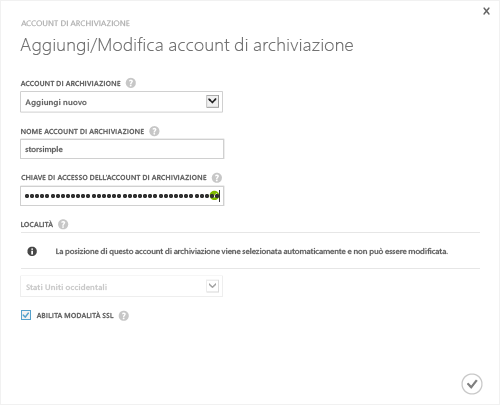 ACCOUNT DI ARCHIVIAZIONE
Aggiungi/Modifica account di archiviazione
ACCOUNT DI ARCHIVIAZIONE ?
Aggiungi nuovo
NOME ACCOUNT DI ARCHIVIAZIONE ?
storsimple
CHIAVE DI ACCESSO DELL'ACCOUNT DI ARCHIVIAZIONE ?
LOCALITÀ ?
La posizione di questo account di archiviazione viene selezionata automaticamente e non può essere modificata.
Stati Uniti occidentali
ABILITA MODALITÀ SSL ?